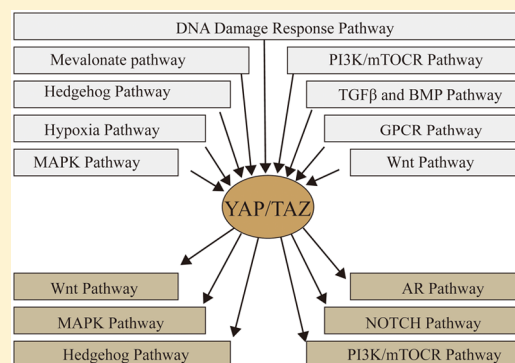 DNA Damage Response Pathway
Mevalonate pathway
PI3K/mTOCR Pathway
Hedgehog Pathway
TGFβ and BMP Pathway
Hypoxia Pathway
GPCR Pathway
MAPK Pathway
Wnt Pathway
YAP/TAZ
Wnt Pathway
AR Pathway
MAPK Pathway
NOTCH Pathway
Hedgehog Pathway
PI3K/mTOCR Pathway